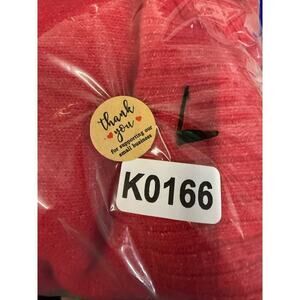 thank
you
for supporting our
small business
L
K0166